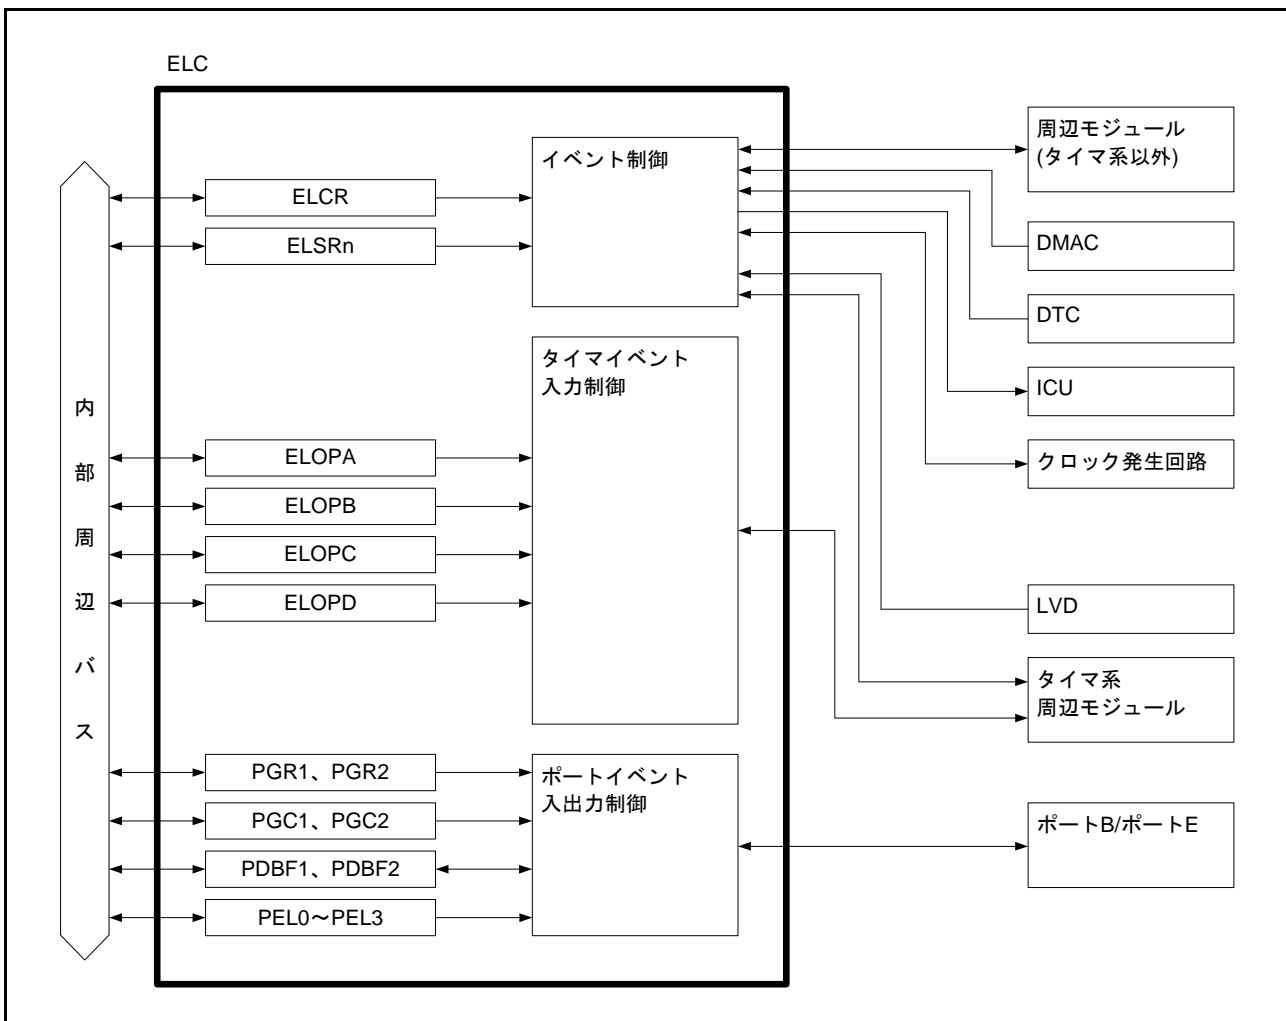 ELC
内部周辺バス
ELCR
ELSRn
ELOPA
ELOPB
ELOPC
ELOPD
PGR1、PGR2
PGC1、PGC2
PDBF1、PDBF2
PEL0～PEL3
イベント制御
タイマイベント
入力制御
ポートイベント
入出力制御
周辺モジュール
(タイマ系以外)
DMAC
DTC
ICU
クロック発生回路
LVD
タイマ系
周辺モジュール
ポートB/ポートE